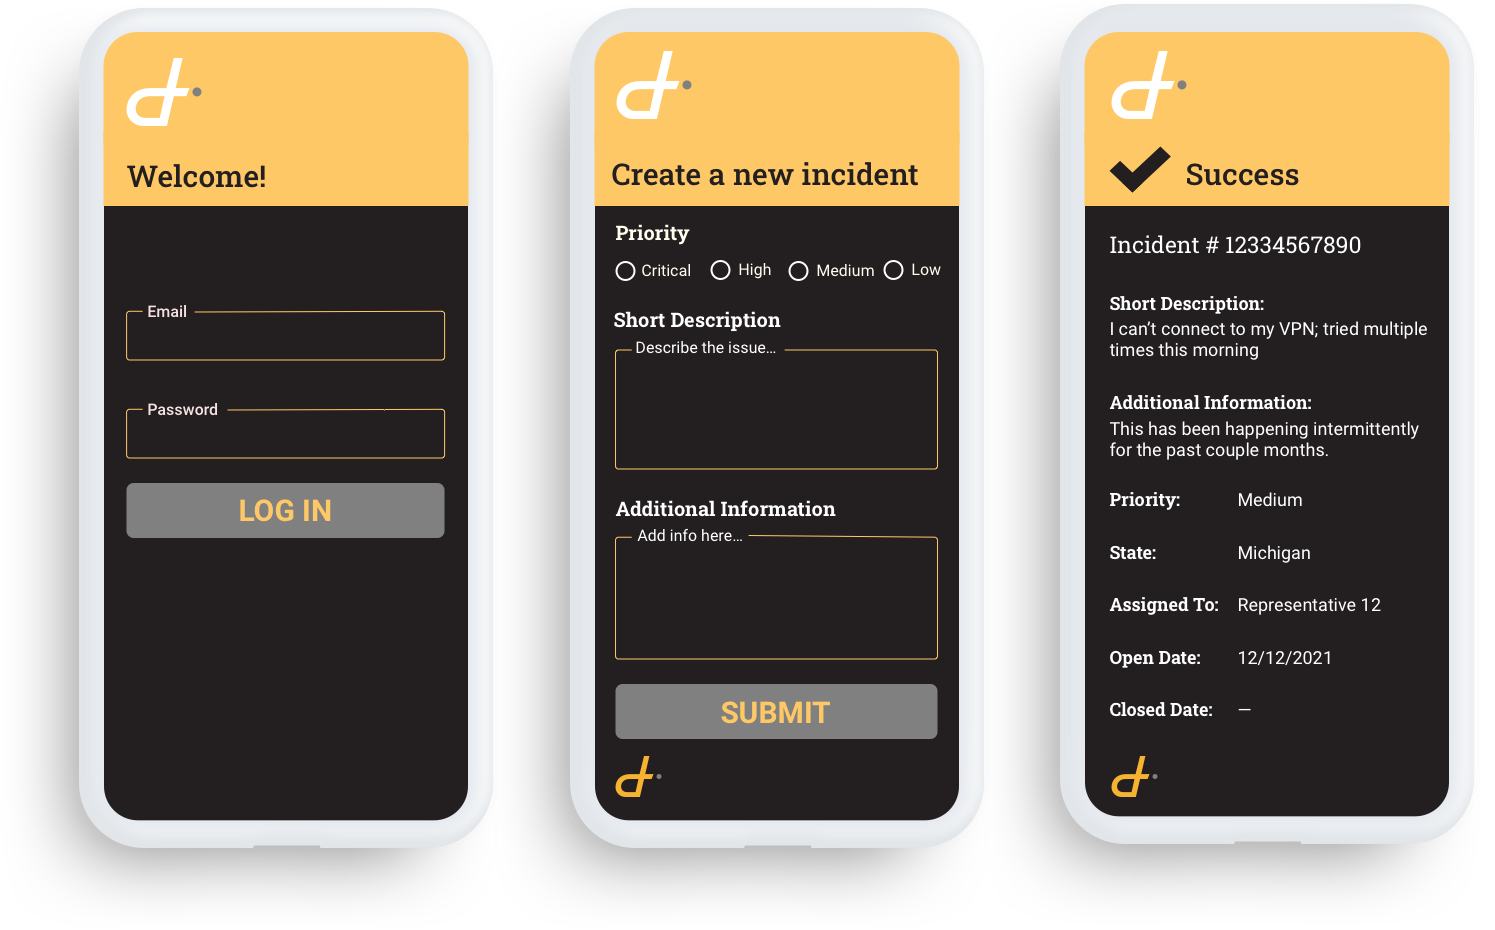 Welcome!
Email
Password
LOG IN
Create a new incident
Priority
Critical High Medium Low
Short Description
Describe the issue...
Additional Information
Add info here...
SUBMIT
Success
Incident # 12334567890
Short Description:
I can't connect to my VPN; tried multiple
times this morning
Additional Information:
This has been happening intermittently
for the past couple months.
Priority: Medium
State: Michigan
Assigned To: Representative 12
Open Date: 12/12/2021
Closed Date: —